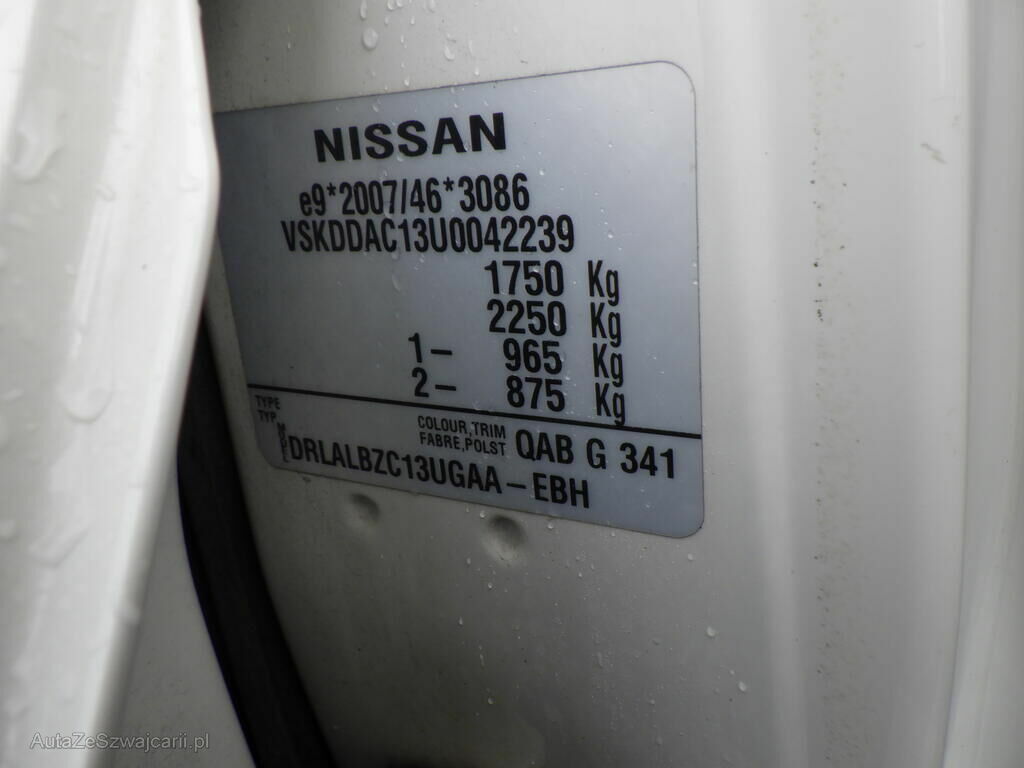 NISSAN
e9*2007/46*3086
VSKDDAC13U0042239
1750 Kg
2250 Kg
1- 965 Kg
2- 875 Kg
TYPE
TYP
COLOUR,TRIM
FABRE,POLST QAB G 341
MODEL DRLALBZC13UGAA-EBH
AutaZeSzwajcarii.pl